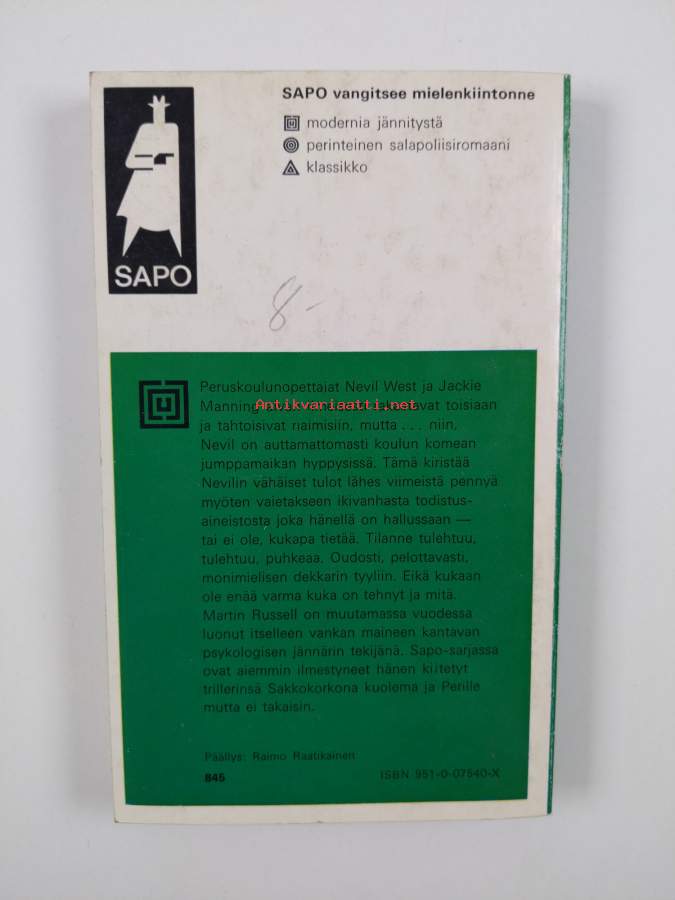 SAPO vangitsee mielenkiintonne
modernia jännitystä
perinteinen salapoliisiromaani
klassikko
SAPO
8-
Peruskoulunopettajat Nevil West ja Jackie
Manning
Antikvariaatti.net
toisiaan
ja tahtoisivat naimisiin, mutta . . . niin,
Nevil on auttamattomasti koulun komean
jumppamaikan hyppysissä. Tämä kiristää
Nevilin vähäiset tulot lähes viimeistä pennyä
myöten vaietakseen ikivanhasta todistus-
aineistosta joka hänellä on hallussaan —
tai ei ole, kukapa tietää. Tilanne tulehtuu,
tulehtuu, puhkeaa. Oudosti, pelottavasti,
monimielisen dekkarin tyyliin. Eikä kukaan
ole enää varma kuka on tehnyt ja mitä.
Martin Russell on muutamassa vuodessa
luonut itselleen vankan maineen kantavan
psykologisen jännärin tekijänä. Sapo-sarjassa
ovat aiemmin ilmestyneet hänen kiitetyt
trillerinsä Sakkokorkona kuolema ja Perille
mutta ei takaisin.
Päällys: Raimo Raatikainen
845
ISBN 951-0-07540-X